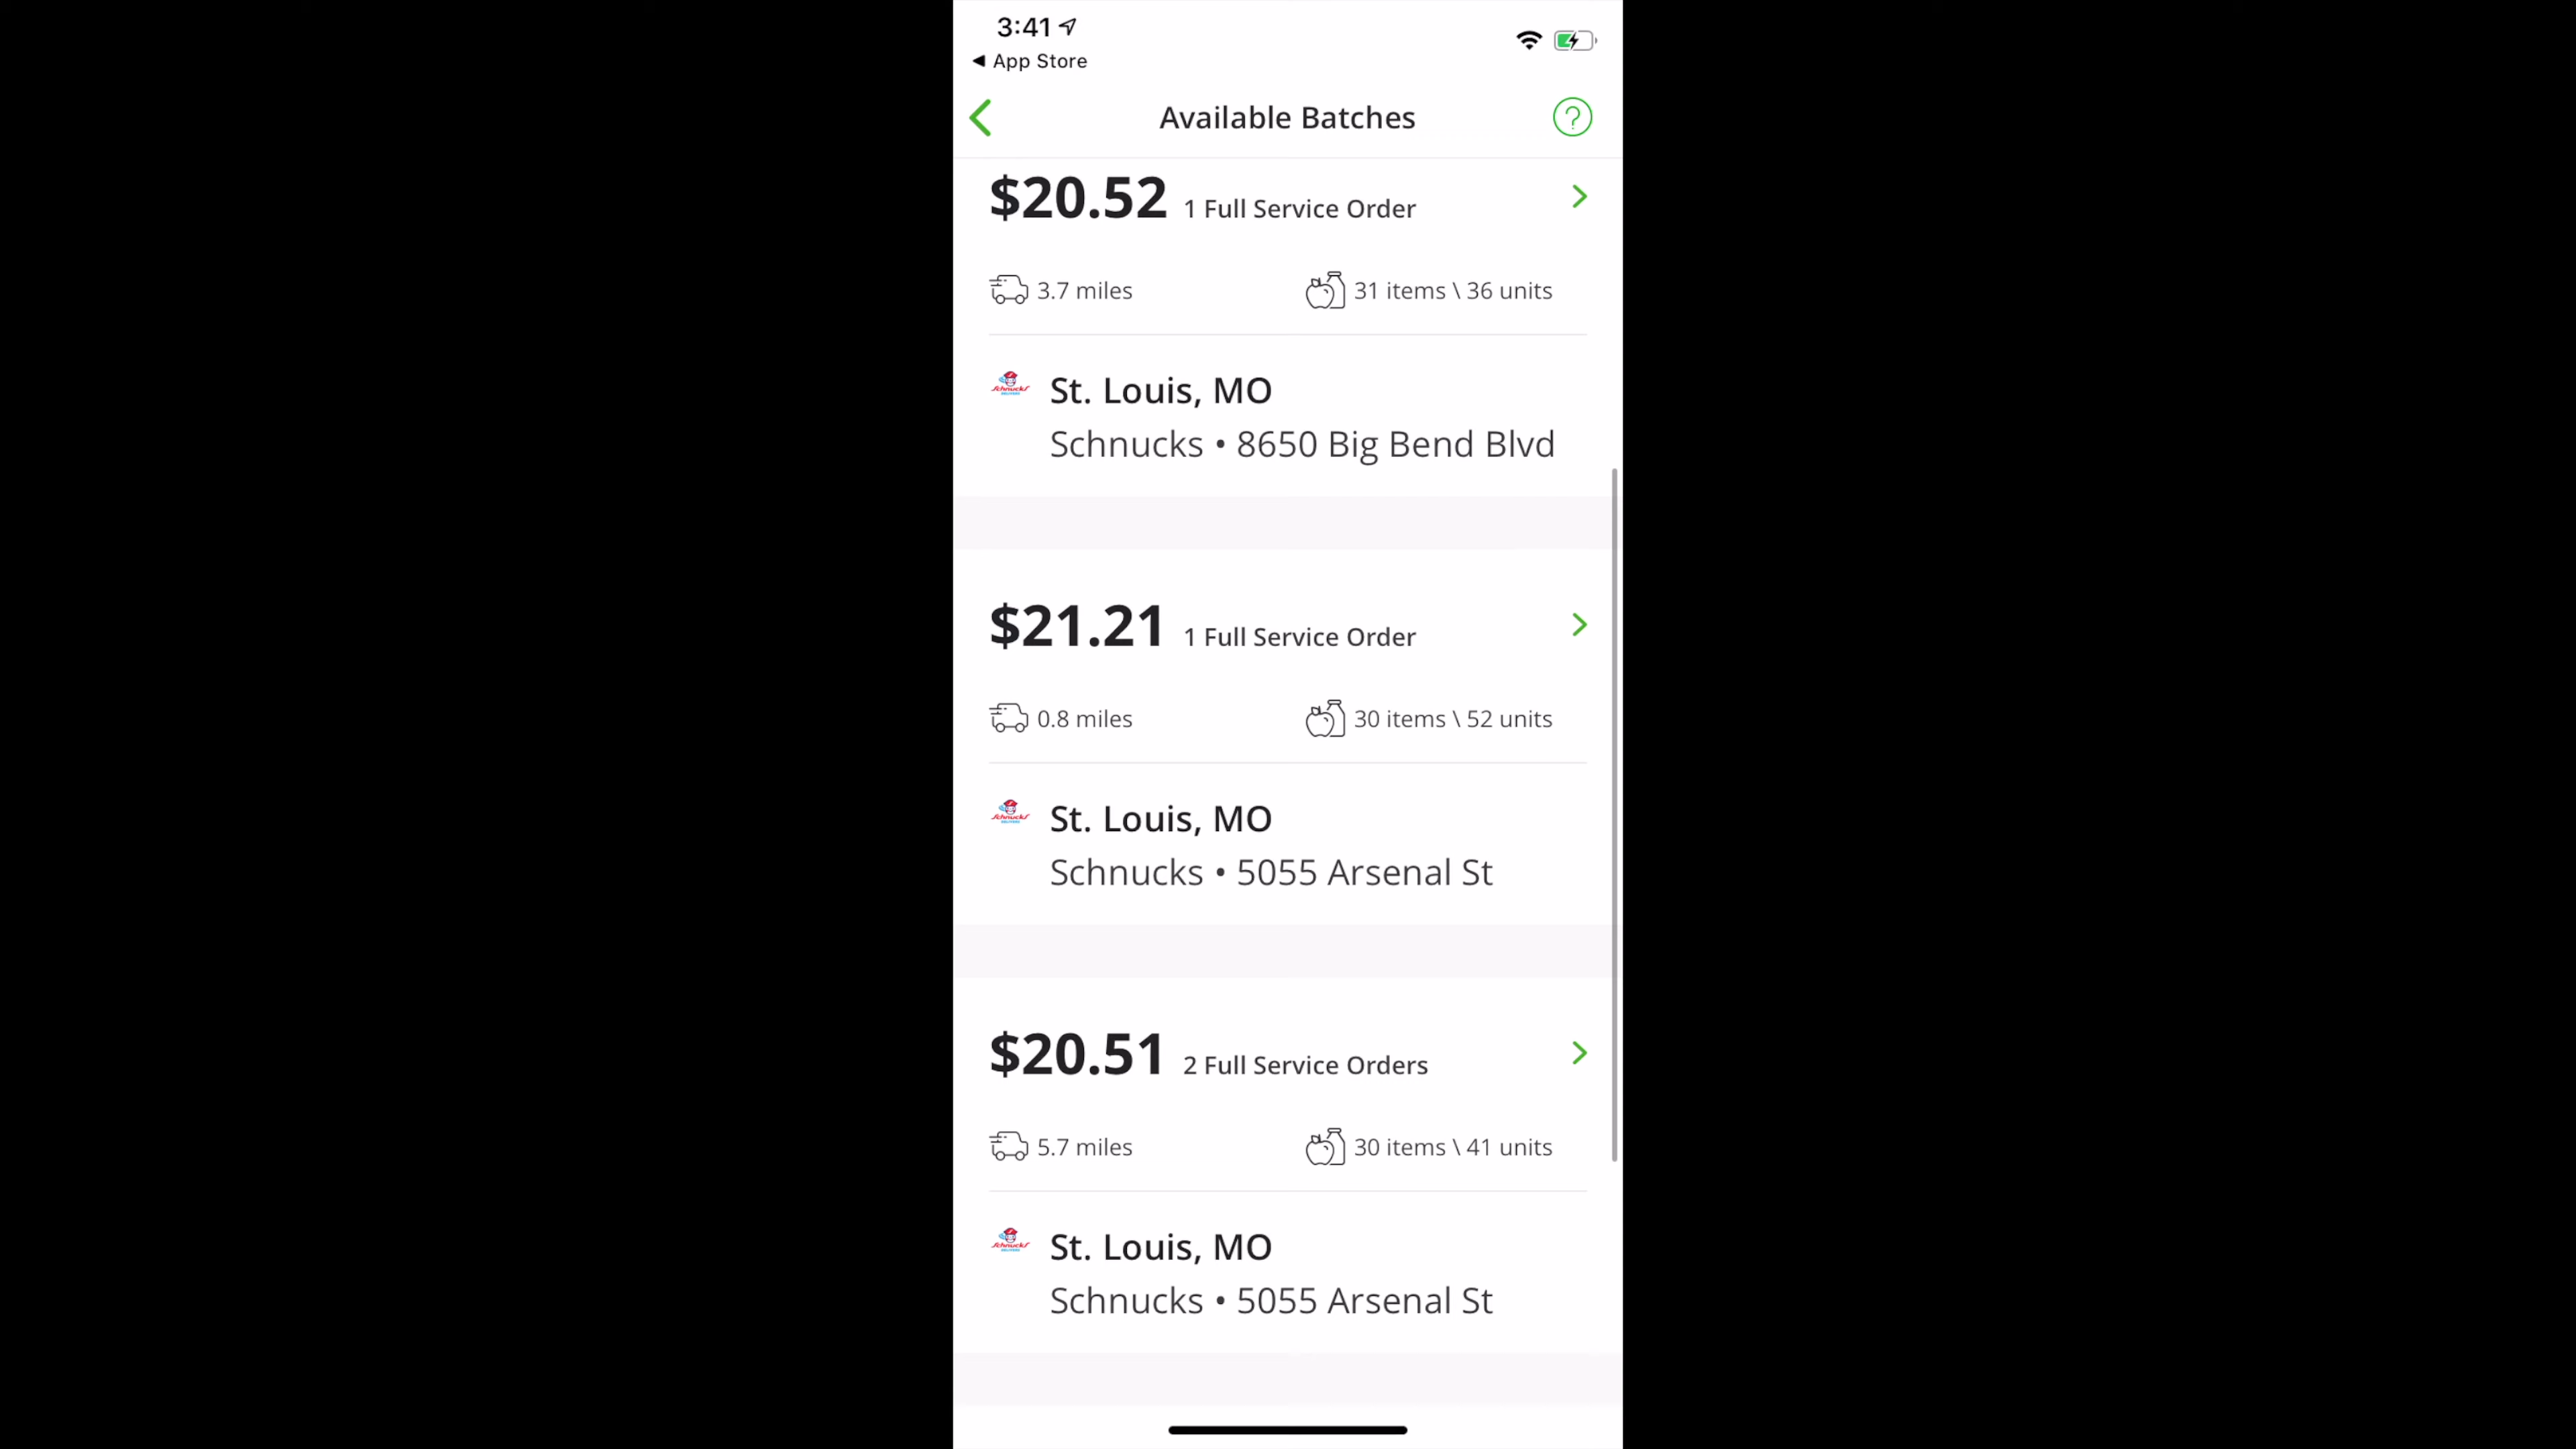 3:41
◀ App Store
Available Batches
?
$20.52 1 Full Service Order
3.7 miles 31 items \ 36 units
Schnucks
St. Louis, MO
Schnucks • 8650 Big Bend Blvd
$21.21 1 Full Service Order
0.8 miles 30 items \ 52 units
Schnucks
St. Louis, MO
Schnucks • 5055 Arsenal St
$20.51 2 Full Service Orders
5.7 miles 30 items \ 41 units
Schnucks
St. Louis, MO
Schnucks • 5055 Arsenal St